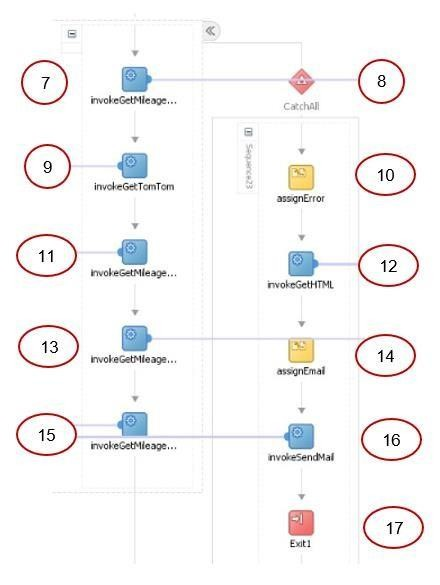 7
invokeGetMileage...
8
CatchAll
9
invokeGetTomTom
Sequence23
10
assignError
11
invokeGetMileage...
12
invokeGetHTML
13
invokeGetMileage...
14
assignEmail
15
invokeGetMileage...
16
invokeSendMail
17
Exit1